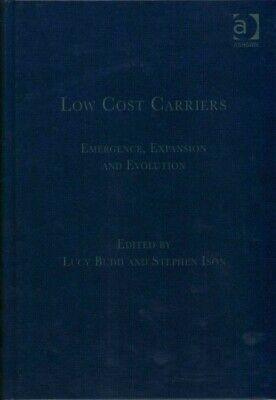 a
ASHGATE
LOW COST CARRIERS
EMERGENCE, EXPANSION
AND EVOLUTION
EDITED BY
LUCY BUDD AND STEPHEN ISON